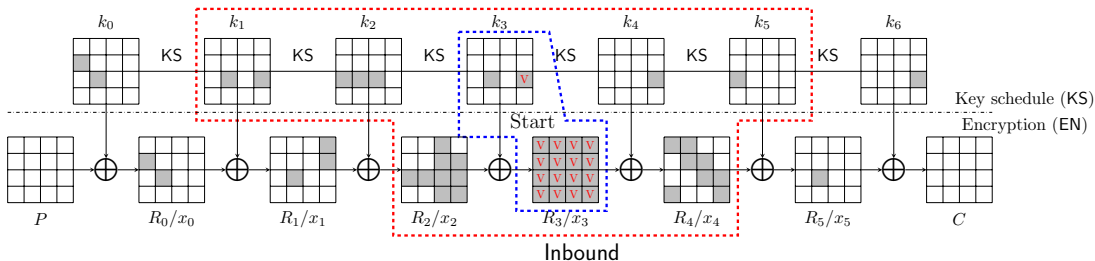 k₀ k₁ k₂ k₃ k₄ k₅ k₆
KS KS KS KS KS KS
V
Key schedule (KS)
Start
Encryption (EN)
V V V V
V V V V
V V V V
V V V V
P R₀/x₀ R₁/x₁ R₂/x₂ R₃/x₃ R₄/x₄ R₅/x₅ C
Inbound